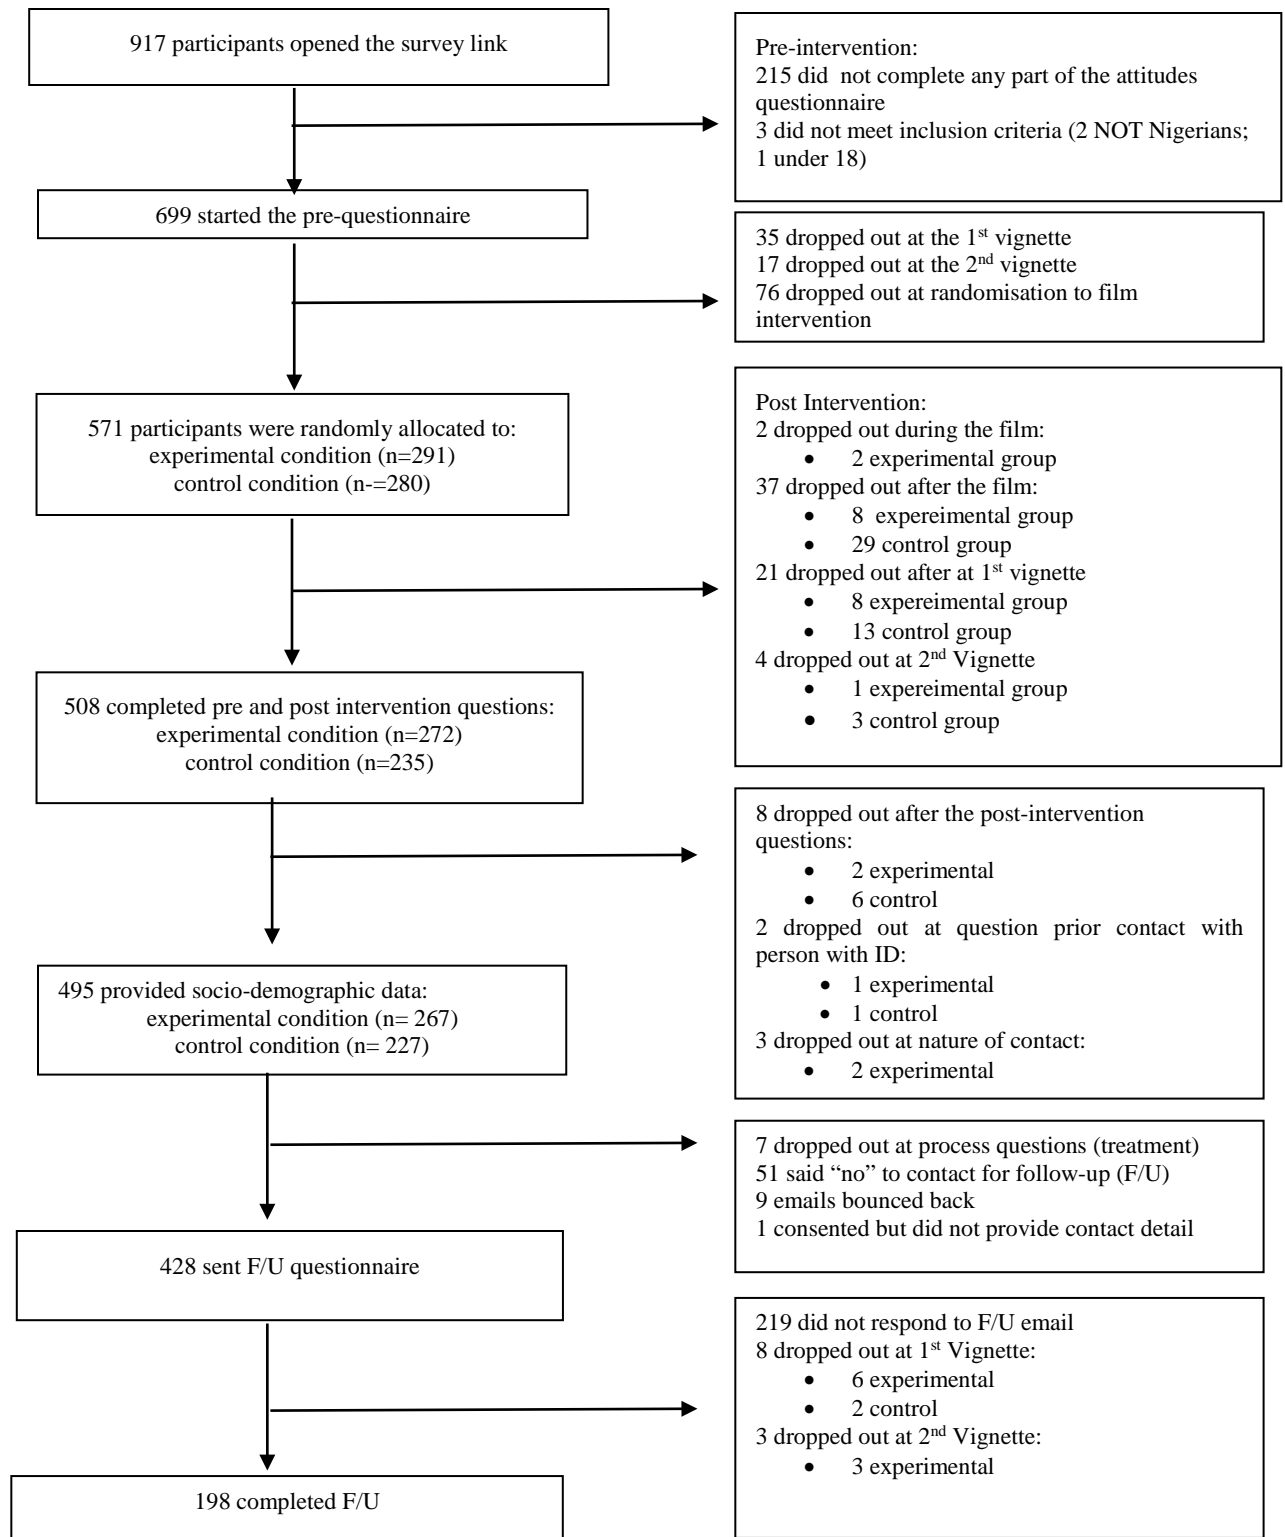 917 participants opened the survey link
Pre-intervention:
215 did  not complete any part of the attitudes
questionnaire
3 did not meet inclusion criteria (2 NOT Nigerians;
1 under 18)
699 started the pre-questionnaire
35 dropped out at the 1st vignette
17 dropped out at the 2nd vignette
76 dropped out at randomisation to film
intervention
571 participants were randomly allocated to:
experimental condition (n=291)
control condition (n-=280)
Post Intervention:
2 dropped out during the film:
• 2 experimental group
37 dropped out after the film:
• 8  expereimental group
• 29 control group
21 dropped out after at 1st vignette
• 8 expereimental group
• 13 control group
4 dropped out at 2nd Vignette
• 1 expereimental group
• 3 control group
508 completed pre and post intervention questions:
experimental condition (n=272)
control condition (n=235)
8 dropped out after the post-intervention
questions:
• 2 experimental
• 6 control
2 dropped out at question prior contact with
person with ID:
• 1 experimental
• 1 control
3 dropped out at nature of contact:
• 2 experimental
495 provided socio-demographic data:
experimental condition (n= 267)
control condition (n= 227)
7 dropped out at process questions (treatment)
51 said “no” to contact for follow-up (F/U)
9 emails bounced back
1 consented but did not provide contact detail
428 sent F/U questionnaire
219 did not respond to F/U email
8 dropped out at 1st Vignette:
• 6 experimental
• 2 control
3 dropped out at 2nd Vignette:
• 3 experimental
198 completed F/U